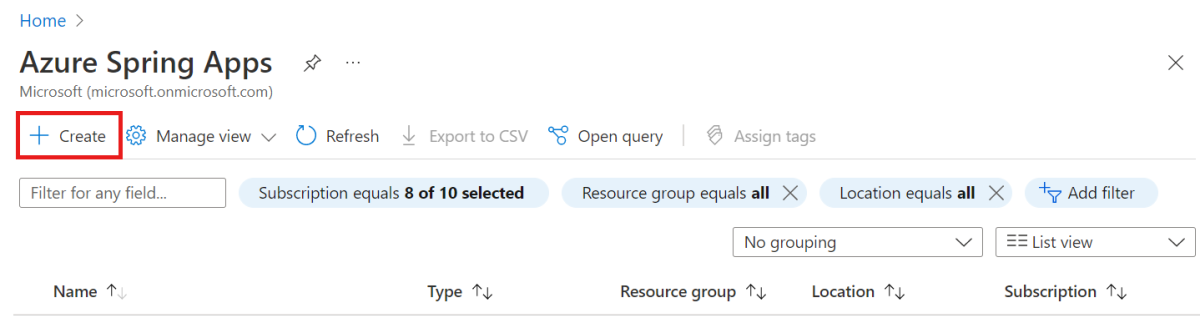 Home >
Azure Spring Apps ...
Microsoft (microsoft.onmicrosoft.com)
+ Create Manage view Refresh Export to CSV Open query Assign tags
Filter for any field... Subscription equals 8 of 10 selected Resource group equals all Location equals all Add filter
No grouping List view
Name ↑↓ Type ↑↓ Resource group ↑↓ Location ↑↓ Subscription ↑↓